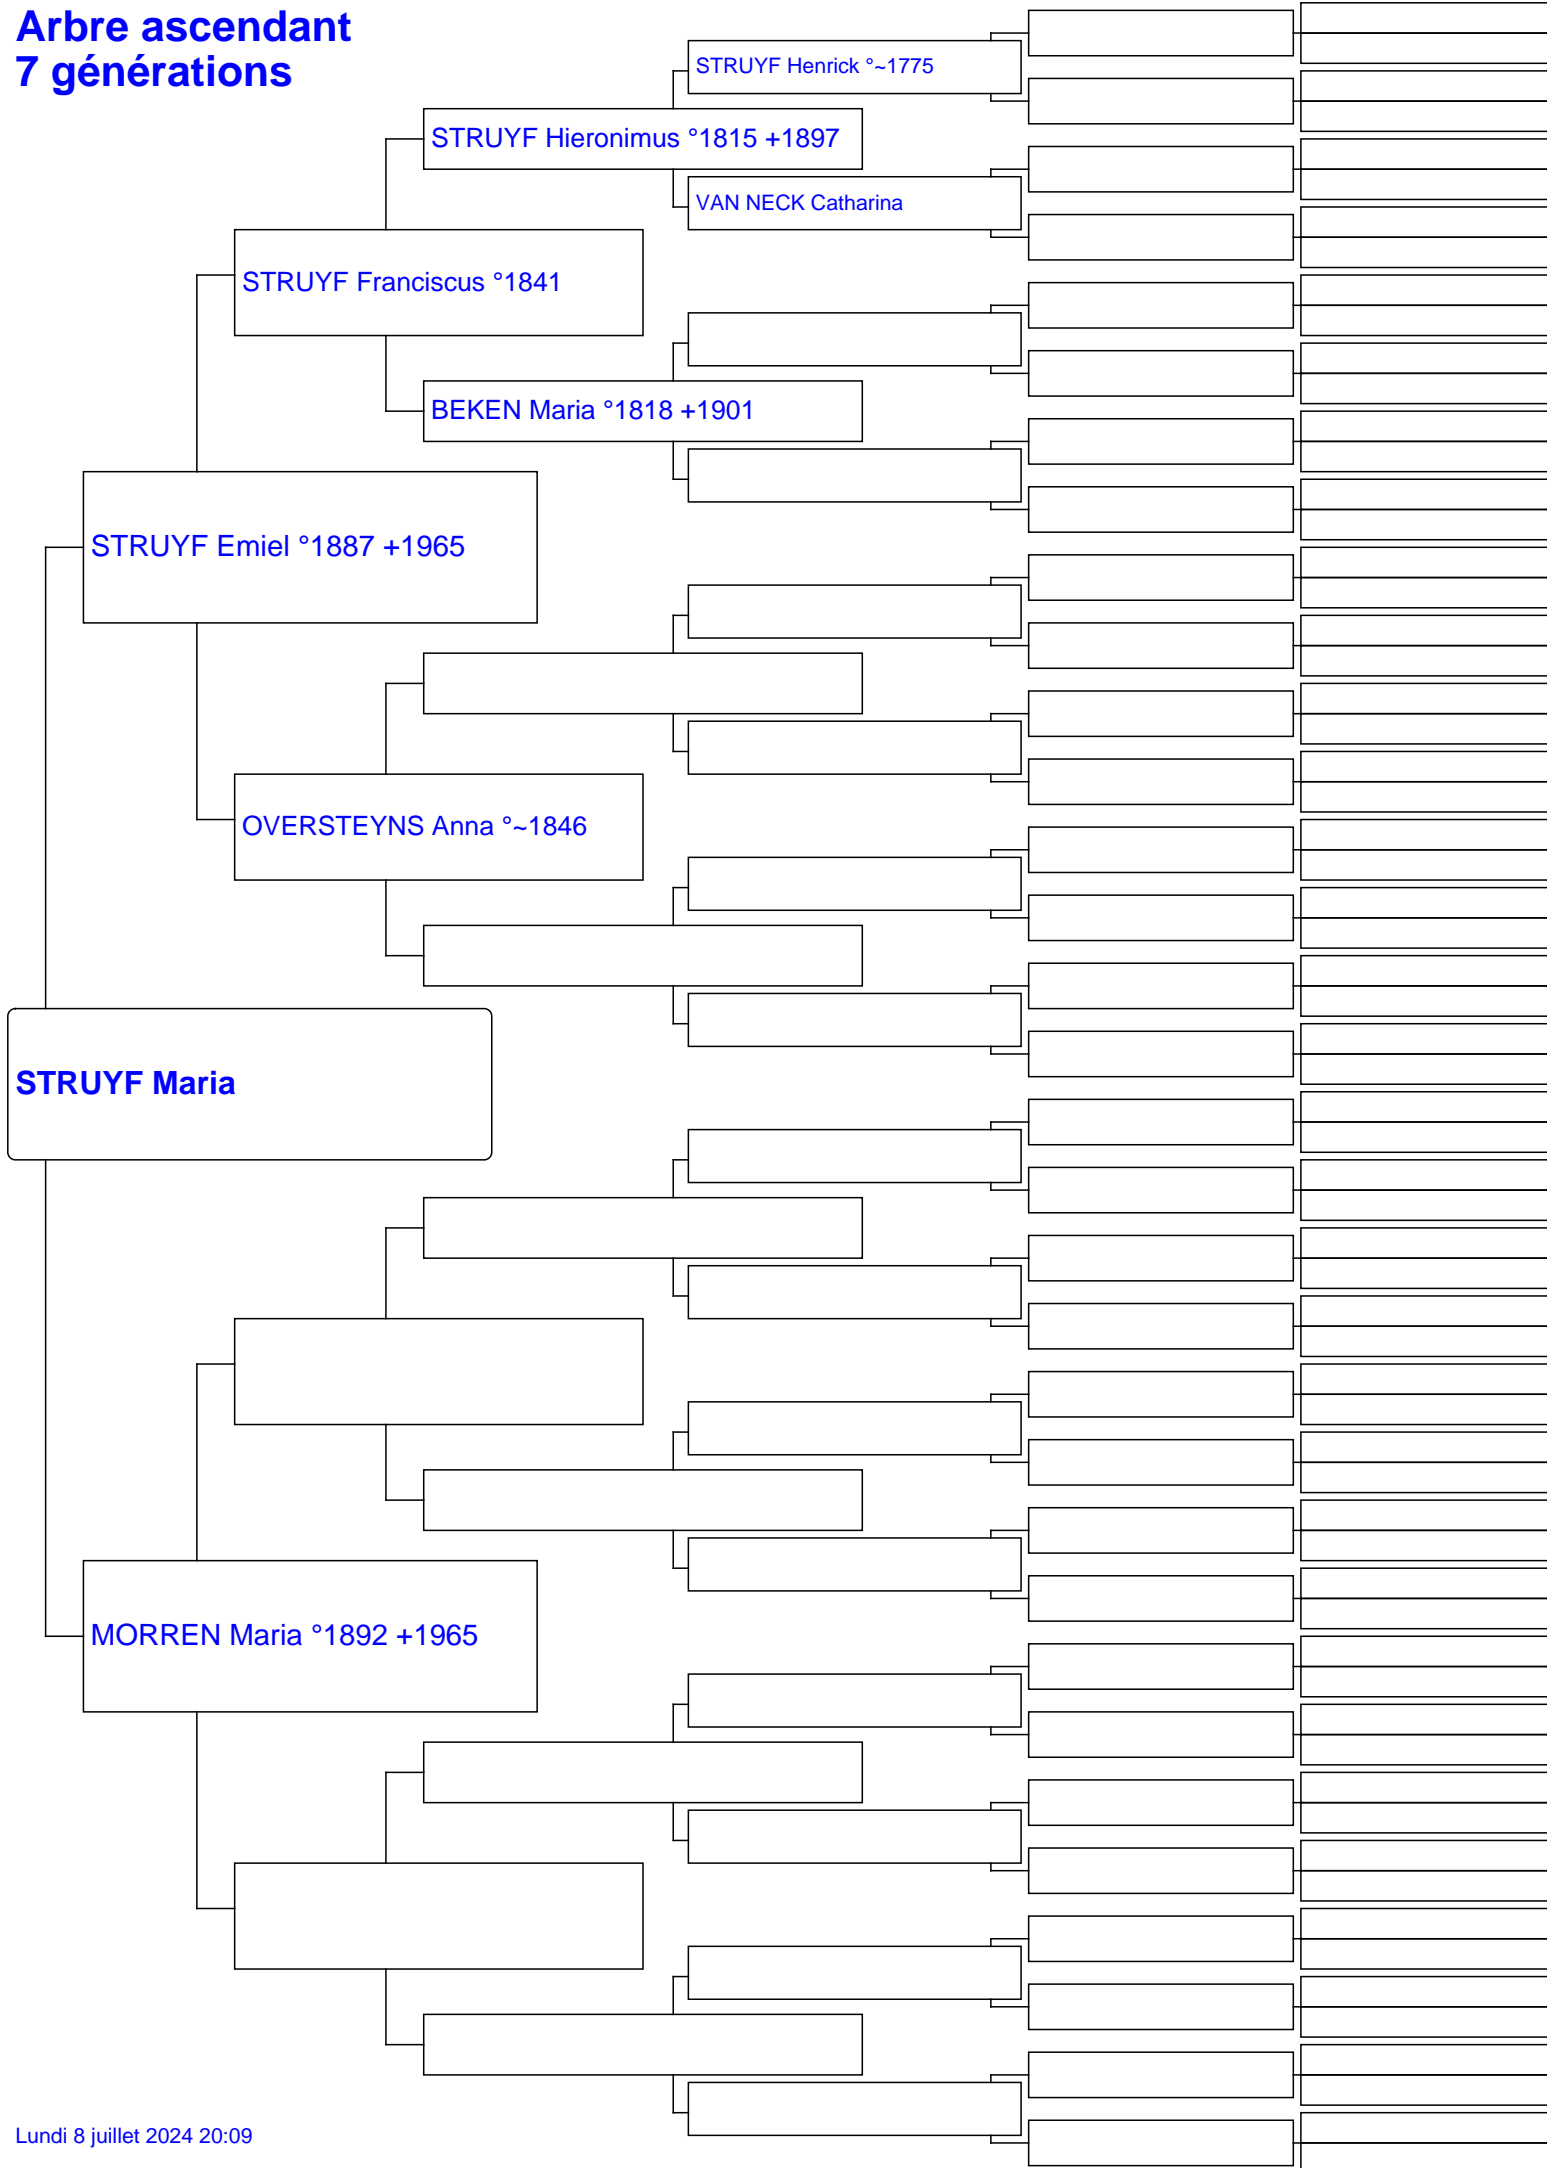 Arbre ascendant
7 générations
STRUYF Henrick °~1775
STRUYF Hieronimus °1815 +1897
VAN NECK Catharina
STRUYF Franciscus °1841
BEKEN Maria °1818 +1901
STRUYF Emiel °1887 +1965
OVERSTEYNS Anna °~1846
STRUYF Maria
MORREN Maria °1892 +1965
Lundi 8 juillet 2024 20:09